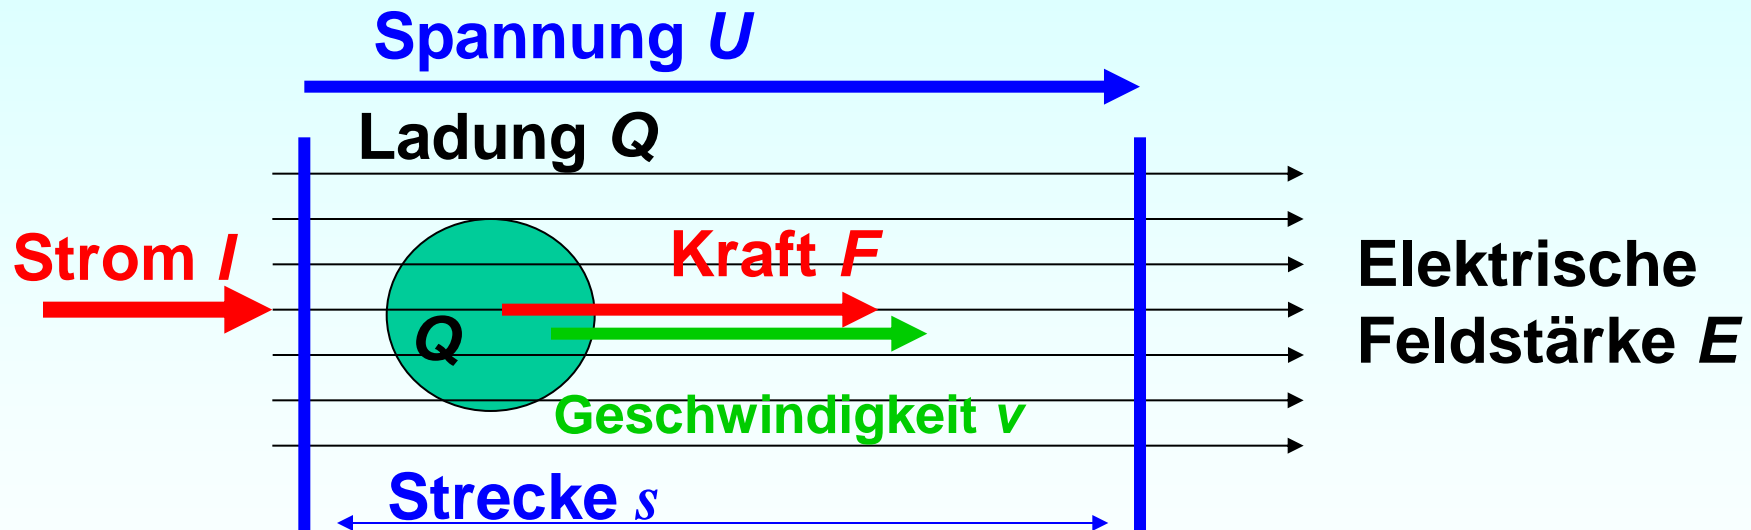 Spannung U
Ladung Q
Strom I
Kraft F
Elektrische
Feldstärke E
Q
Geschwindigkeit v
Strecke s